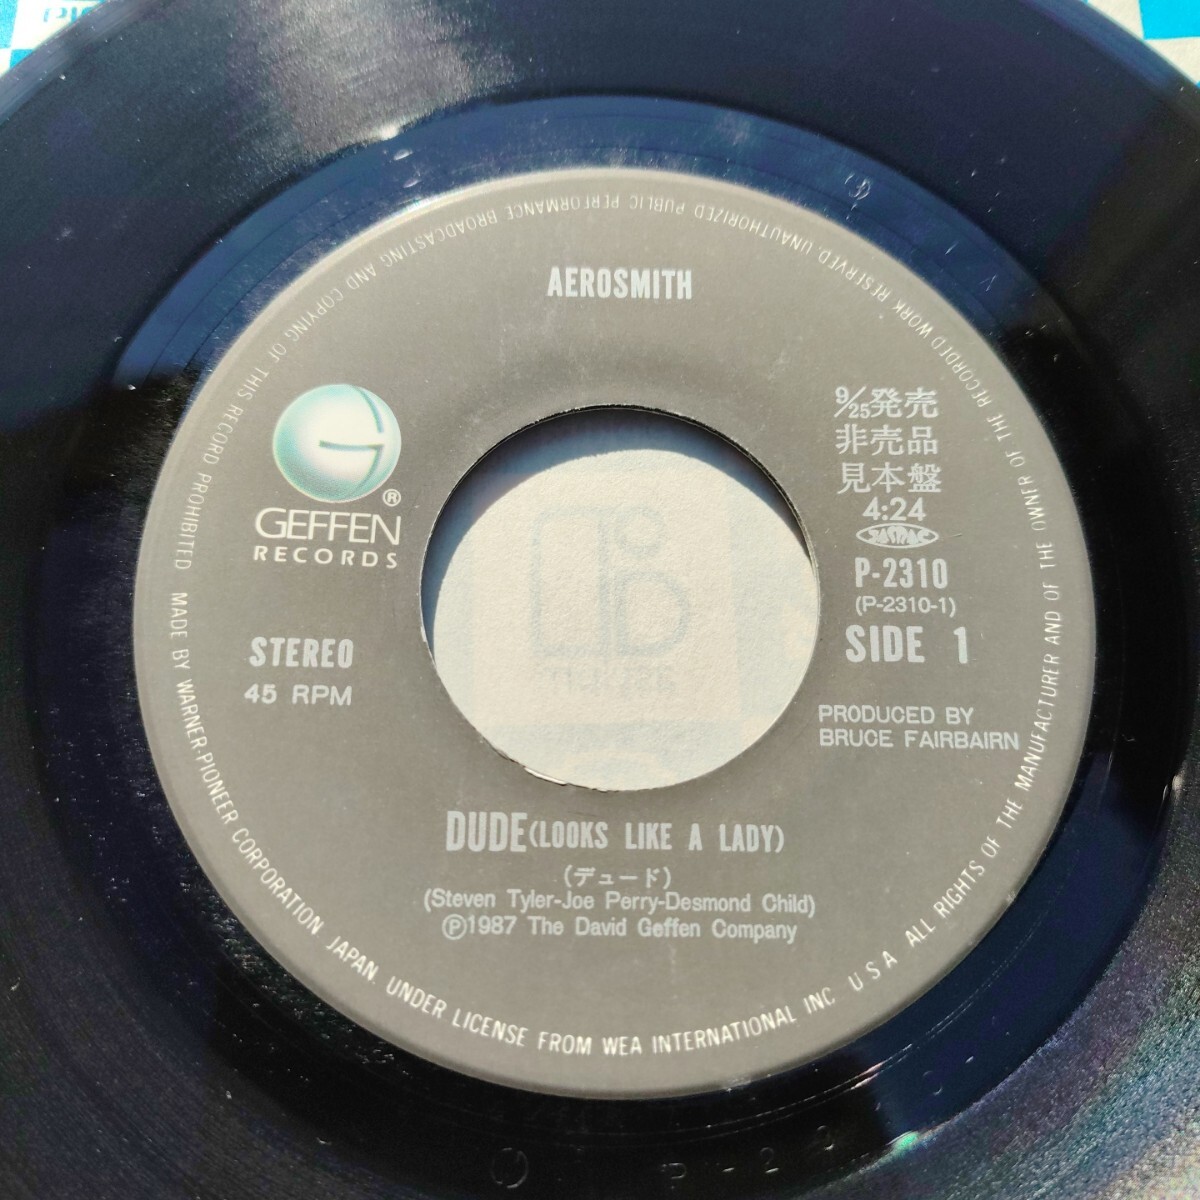 AEROSMITH
9/25発売
非売品
見本盤
4:24
P-2310
(P-2310-1)
SIDE 1
PRODUCED BY
BRUCE FAIRBAIRN
G
®
GEFFEN
RECORDS
STEREO
45 RPM
DUDE(LOOKS LIKE A LADY)
(デュード)
(Steven Tyler-Joe Perry-Desmond Child)
Ⓟ1987 The David Geffen Company
MADE BY WARNER-PIONEER CORPORATION, JAPAN. UNDER LICENSE FROM WEA INTERNATIONAL INC. U S A ALL RIGHTS OF THE MANUFACTURER AND OF THE OWNER OF THE RECORDED WORK RESERVED. UNAUTHORIZED PUBLIC PERFORMANCE BROADCASTING AND COPYING OF THIS RECORD PROHIBITED
P-23